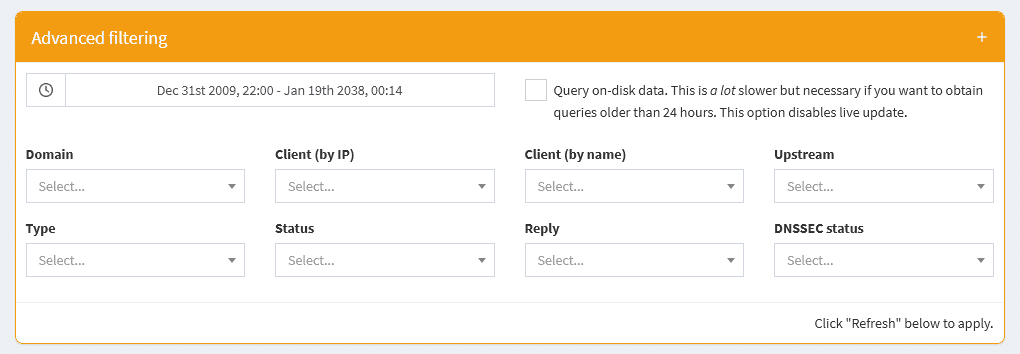 Advanced filtering +
Dec 31st 2009, 22:00 - Jan 19th 2038, 00:14
Query on-disk data. This is a lot slower but necessary if you want to obtain
queries older than 24 hours. This option disables live update.
Domain Client (by IP) Client (by name) Upstream
Select... Select... Select... Select...
Type Status Reply DNSSEC status
Select... Select... Select... Select...
Click "Refresh" below to apply.